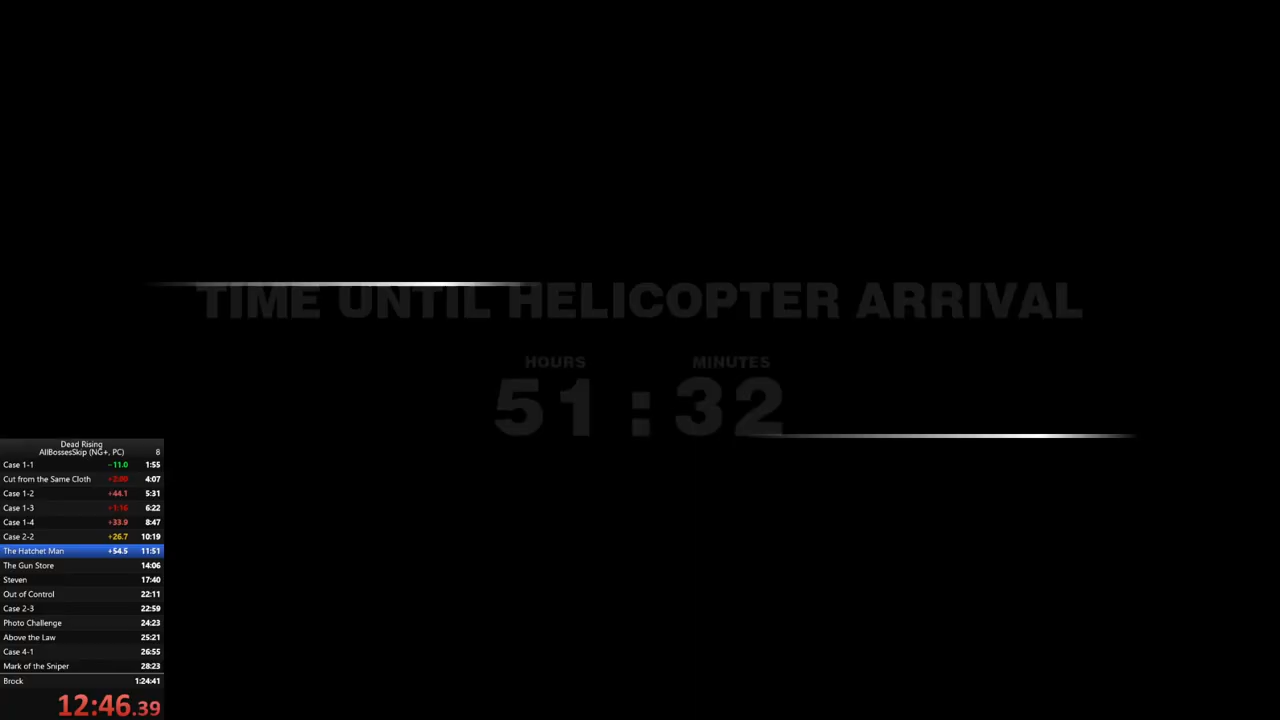 TIME UNTIL HELICOPTER ARRIVAL
HOURS MINUTES
51 : 32
Dead Rising
AllBossesSkip (NG+, PC) 8
Case 1-1 −11.0 1:55
Cut from the Same Cloth +2:00 4:07
Case 1-2 +44.1 5:31
Case 1-3 +1:16 6:22
Case 1-4 +33.9 8:47
Case 2-2 +26.7 10:19
The Hatchet Man +54.5 11:51
The Gun Store 14:06
Steven 17:40
Out of Control 22:11
Case 2-3 22:59
Photo Challenge 24:23
Above the Law 25:21
Case 4-1 26:55
Mark of the Sniper 28:23
Brock 1:24:41
12:46.39